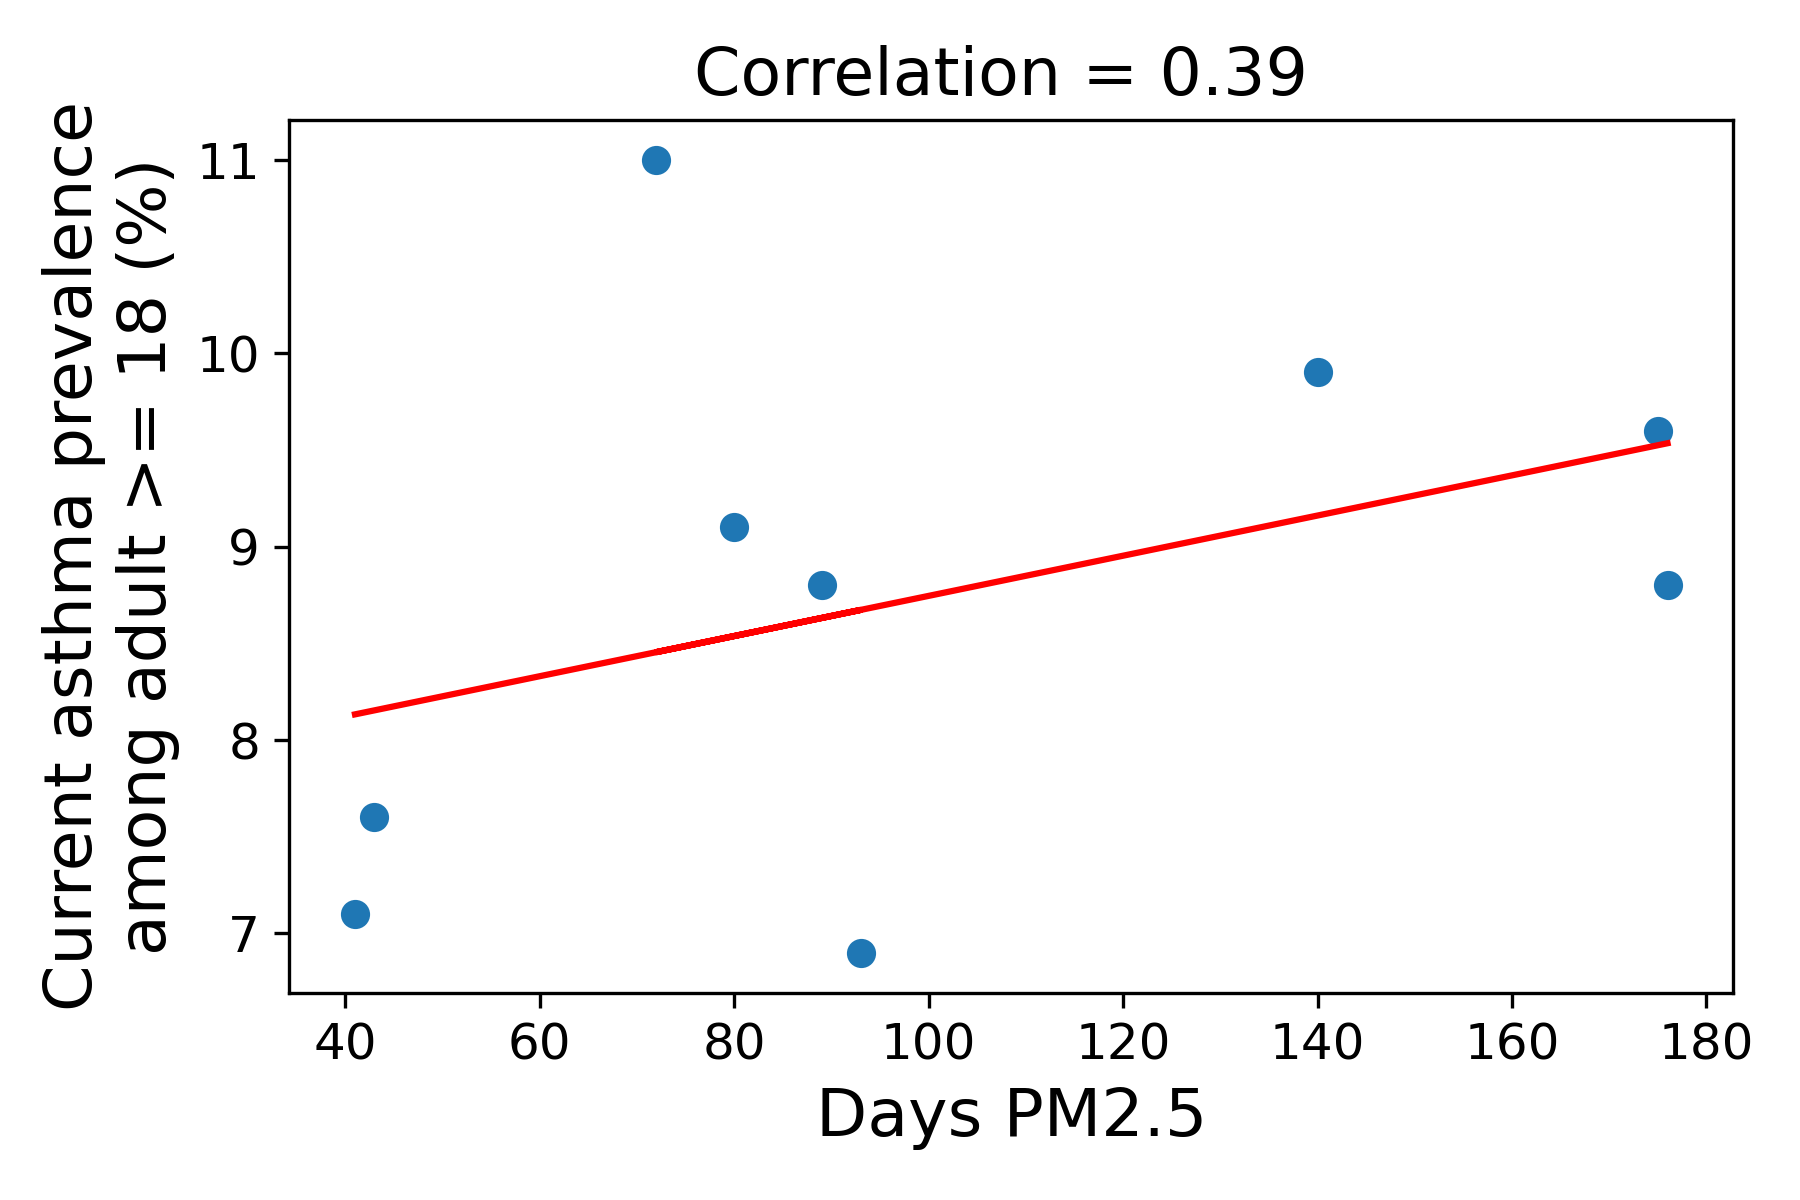 Correlation = 0.39
Current asthma prevalence
among adult >= 18 (%)
11
10
9
8
7
40 60 80 100 120 140 160 180
Days PM2.5